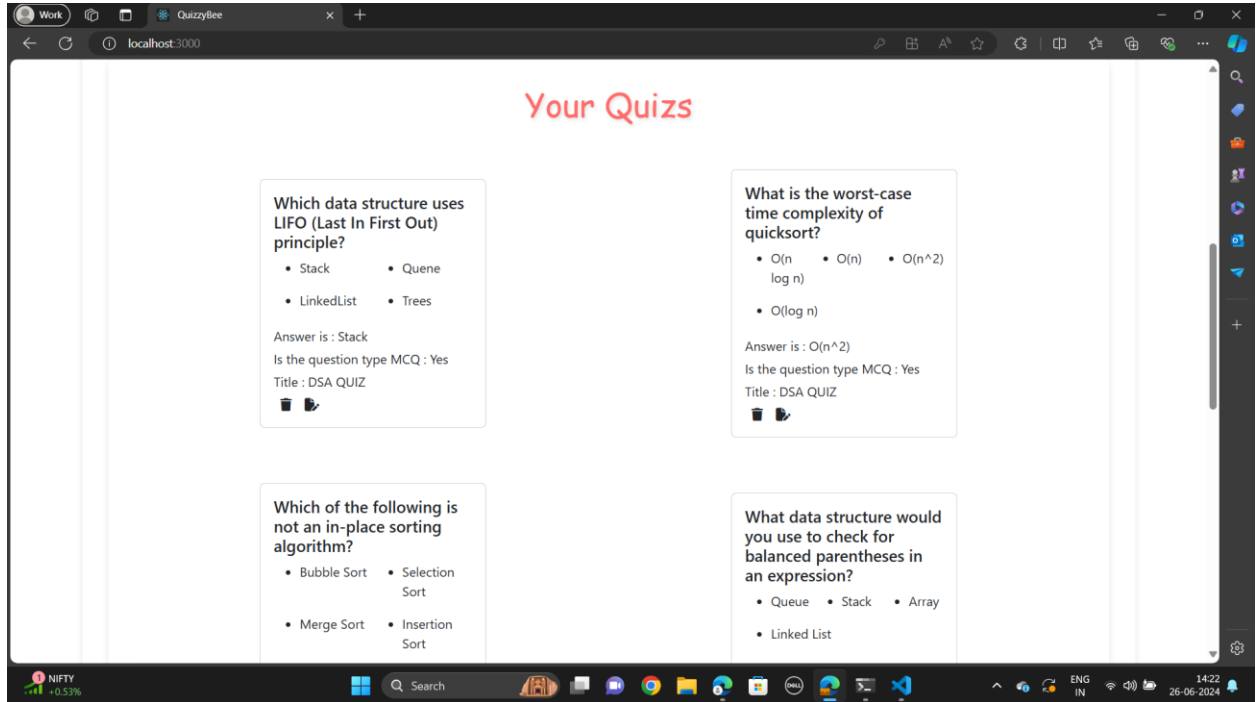 Work
QuizzyBee
localhost:3000
Your Quizs
Which data structure uses
LIFO (Last In First Out)
principle?
• Stack
• Quene
• LinkedList
• Trees
Answer is : Stack
Is the question type MCQ : Yes
Title : DSA QUIZ
What is the worst-case
time complexity of
quicksort?
• O(n
log n)
• O(n)
• O(n^2)
• O(log n)
Answer is : O(n^2)
Is the question type MCQ : Yes
Title : DSA QUIZ
Which of the following is
not an in-place sorting
algorithm?
• Bubble Sort
• Selection
Sort
• Merge Sort
• Insertion
Sort
What data structure would
you use to check for
balanced parentheses in
an expression?
• Queue
• Stack
• Array
• Linked List
1
NIFTY
+0.53%
Search
DELL
ENG
IN
14:22
26-06-2024